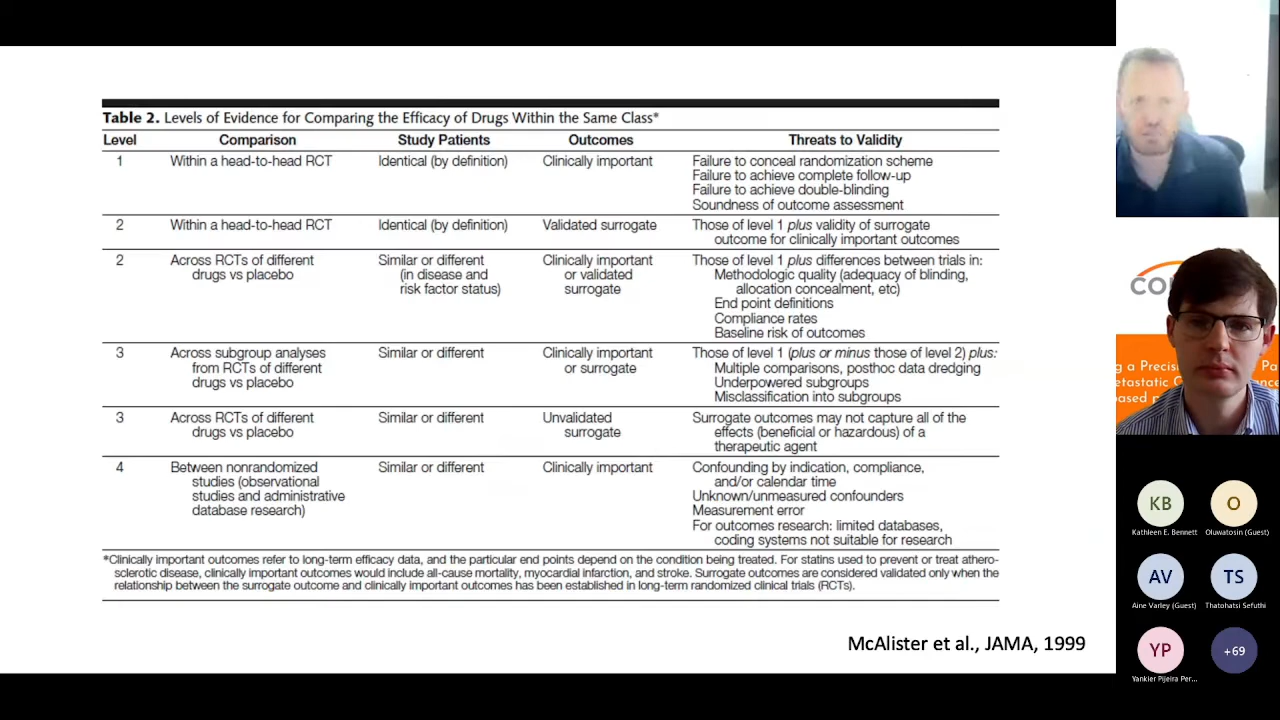 Table 2. Levels of Evidence for Comparing the Efficacy of Drugs Within the Same Class*
Level Comparison Study Patients Outcomes Threats to Validity
1 Within a head-to-head RCT Identical (by definition) Clinically important Failure to conceal randomization scheme
Failure to achieve complete follow-up
Failure to achieve double-blinding
Soundness of outcome assessment
2 Within a head-to-head RCT Identical (by definition) Validated surrogate Those of level 1 plus validity of surrogate
outcome for clinically important outcomes
2 Across RCTs of different Similar or different Clinically important Those of level 1 plus differences between trials in:
drugs vs placebo (in disease and or validated Methodologic quality (adequacy of blinding,
risk factor status) surrogate allocation concealment, etc)
End point definitions
Compliance rates
Baseline risk of outcomes
3 Across subgroup analyses Similar or different Clinically important Those of level 1 (plus or minus those of level 2) plus:
from RCTs of different or surrogate Multiple comparisons, posthoc data dredging
drugs vs placebo Underpowered subgroups
Misclassification into subgroups
3 Across RCTs of different Similar or different Unvalidated Surrogate outcomes may not capture all of the
drugs vs placebo surrogate effects (beneficial or hazardous) of a
therapeutic agent
4 Between nonrandomized Similar or different Clinically important Confounding by indication, compliance,
studies (observational and/or calendar time
studies and administrative Unknown/unmeasured confounders
database research) Measurement error
For outcomes research: limited databases,
coding systems not suitable for research
*Clinically important outcomes refer to long-term efficacy data, and the particular end points depend on the condition being treated. For statins used to prevent or treat athero-
sclerotic disease, clinically important outcomes would include all-cause mortality, myocardial infarction, and stroke. Surrogate outcomes are considered validated only when the
relationship between the surrogate outcome and clinically important outcomes has been established in long-term randomized clinical trials (RCTs).
McAlister et al., JAMA, 1999
CO
g a Precis Pa
etastatic C ance
ased p
KB O
Kathleen E. Bennett Oluwatosin (Guest)
AV TS
Aine Varley (Guest) Thatohatsi Sefuthi
YP +69
Yankier Pijeira Per...